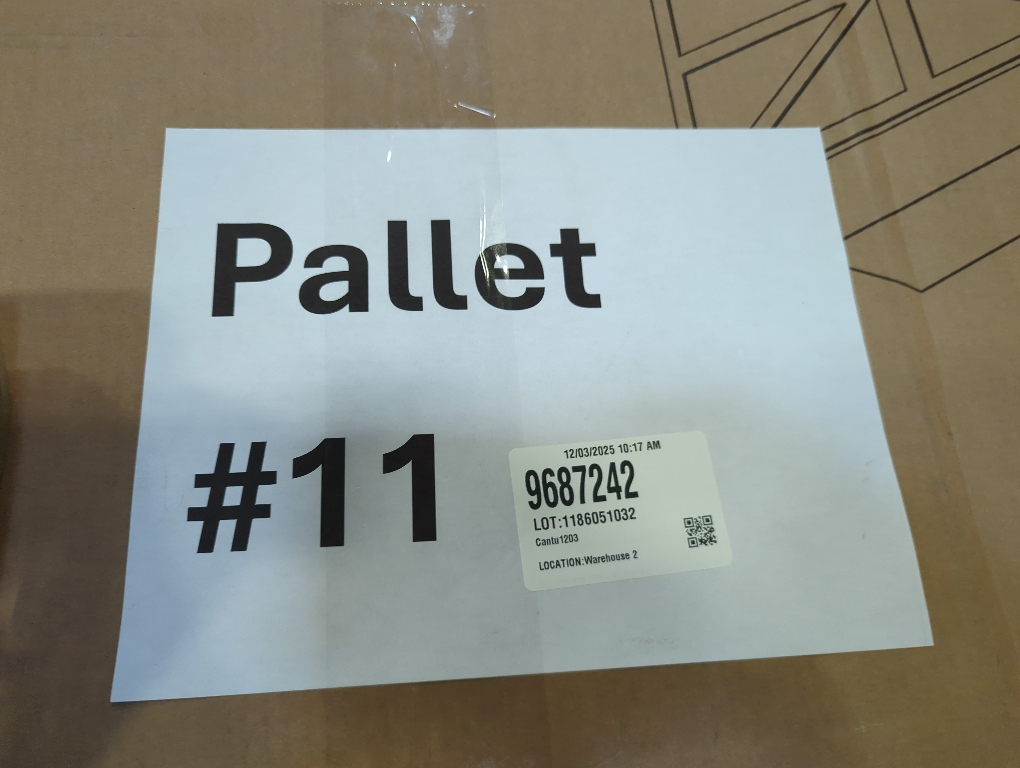 Pallet
#11
12/03/2025 10:17 AM
9687242
LOT:1186051032
Cantu1203
LOCATION:Warehouse 2